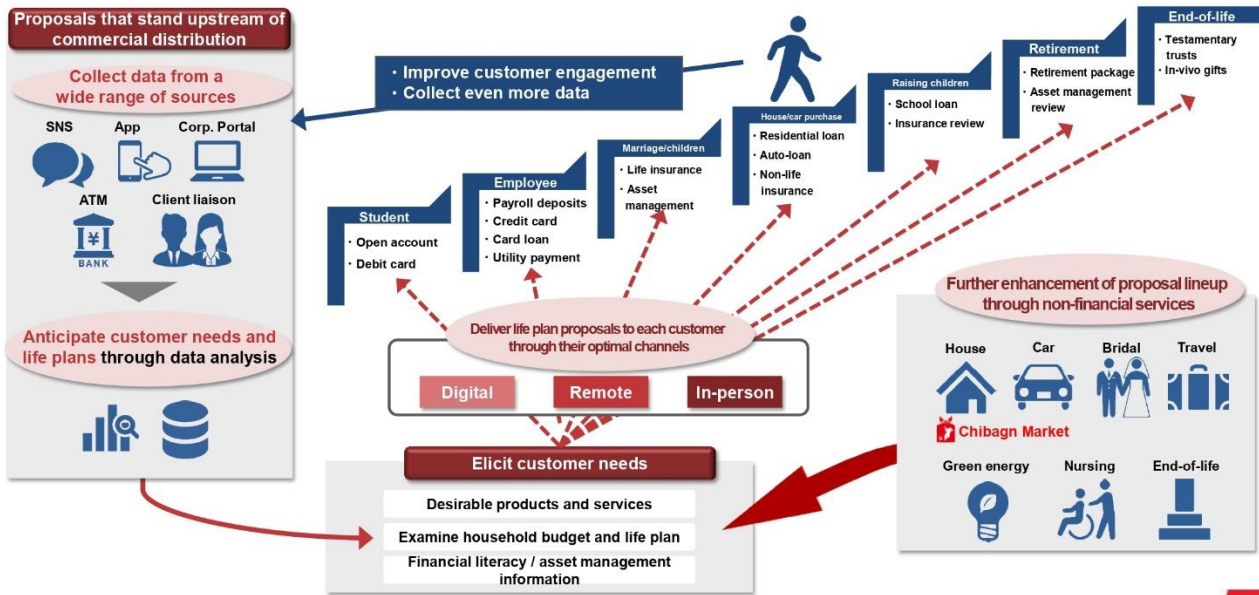 Proposals that stand upstream of
commercial distribution
Collect data from a
wide range of sources
SNS
App
Corp. Portal
ATM
Client liaison
¥
BANK
Anticipate customer needs and
life plans through data analysis
・Improve customer engagement
・Collect even more data
Student
・Open account
・Debit card
Employee
・Payroll deposits
・Credit card
・Card loan
・Utility payment
Marriage/children
・Life insurance
・Asset
management
House/car purchase
・Residential loan
・Auto-loan
・Non-life
insurance
Raising children
・School loan
・Insurance review
Retirement
・Retirement package
・Asset management
review
End-of-life
・Testamentary
trusts
・In-vivo gifts
Deliver life plan proposals to each customer
through their optimal channels
Digital
Remote
In-person
Elicit customer needs
Desirable products and services
Examine household budget and life plan
Financial literacy / asset management
information
Further enhancement of proposal lineup
through non-financial services
House
Car
Bridal
Travel
Chibagn Market
Green energy
Nursing
End-of-life